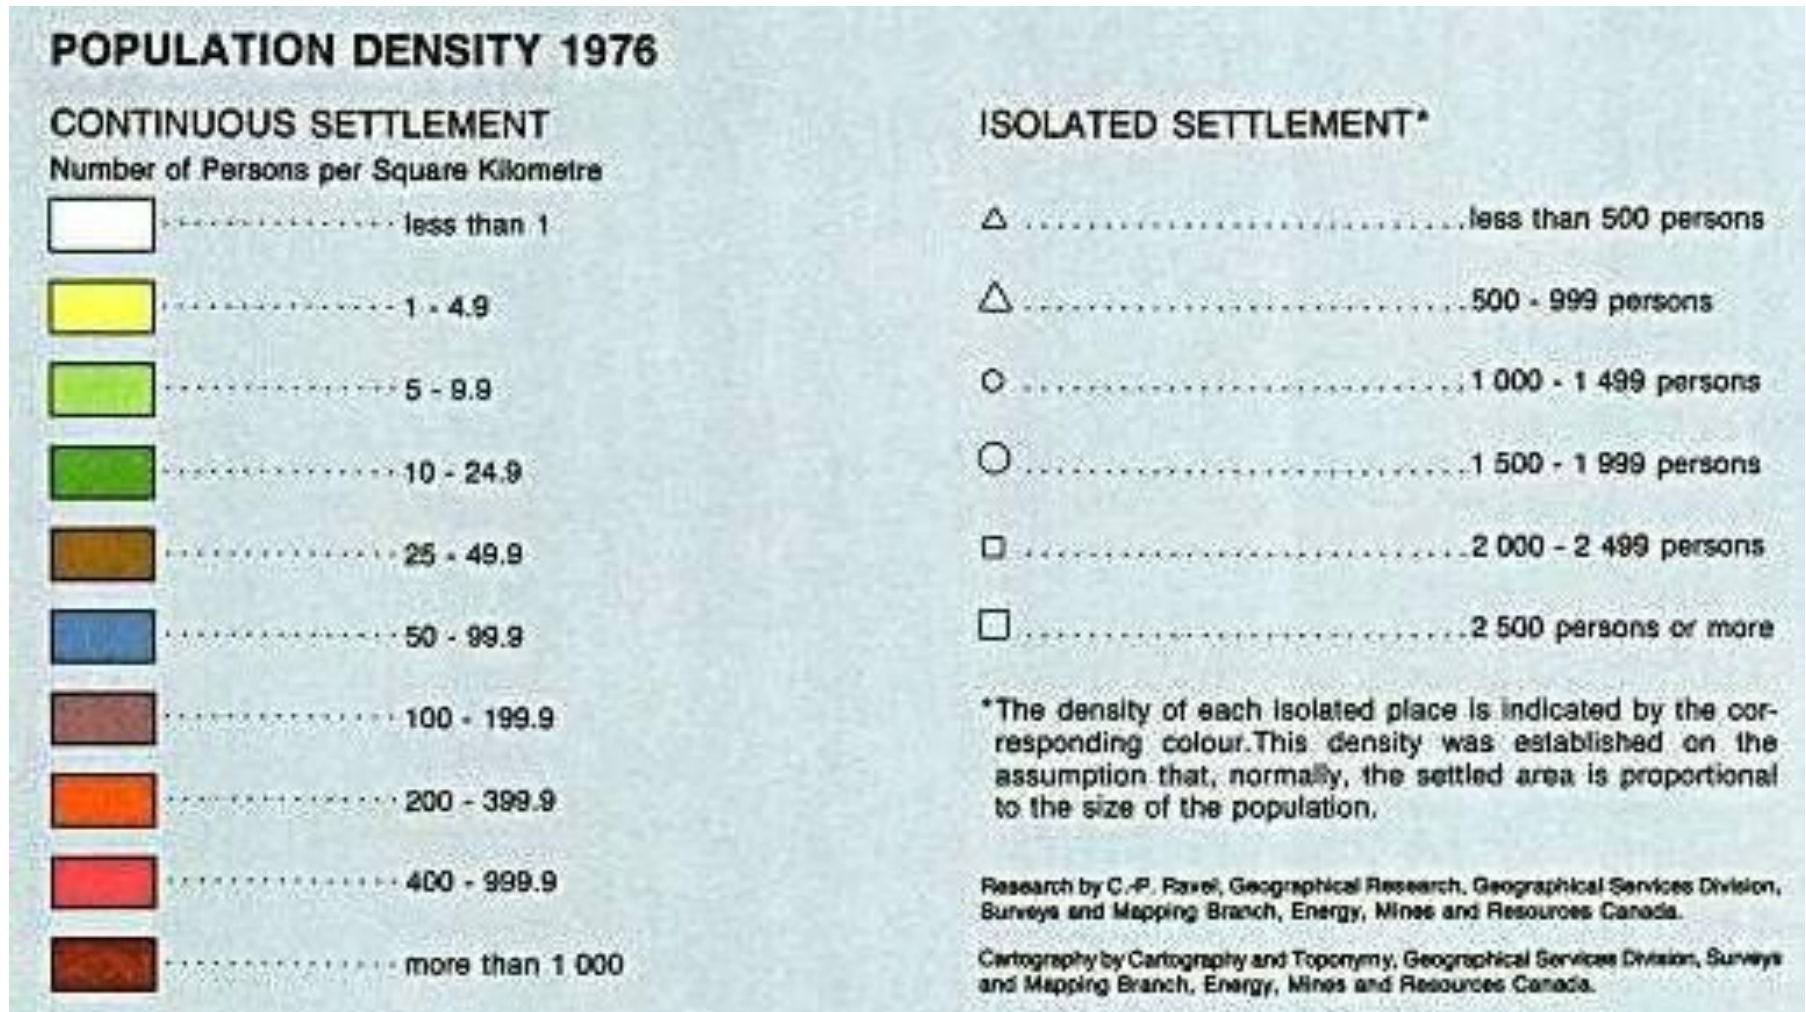 POPULATION DENSITY 1976
CONTINUOUS SETTLEMENT
Number of Persons per Square Kilometre
less than 1
1 - 4.9
5 - 9.9
10 - 24.9
25 - 49.9
50 - 99.9
100 - 199.9
200 - 399.9
400 - 999.9
more than 1 000
ISOLATED SETTLEMENT*
less than 500 persons
500 - 999 persons
1 000 - 1 499 persons
1 500 - 1 999 persons
2 000 - 2 499 persons
2 500 persons or more
*The density of each isolated place is indicated by the cor-
responding colour.This density was established on the
assumption that, normally, the settled area is proportional
to the size of the population.
Research by C.-P. Ravel, Geographical Research, Geographical Services Division,
Surveys and Mapping Branch, Energy, Mines and Resources Canada.
Cartography by Cartography and Toponymy, Geographical Services Division, Surveys
and Mapping Branch, Energy, Mines and Resources Canada.